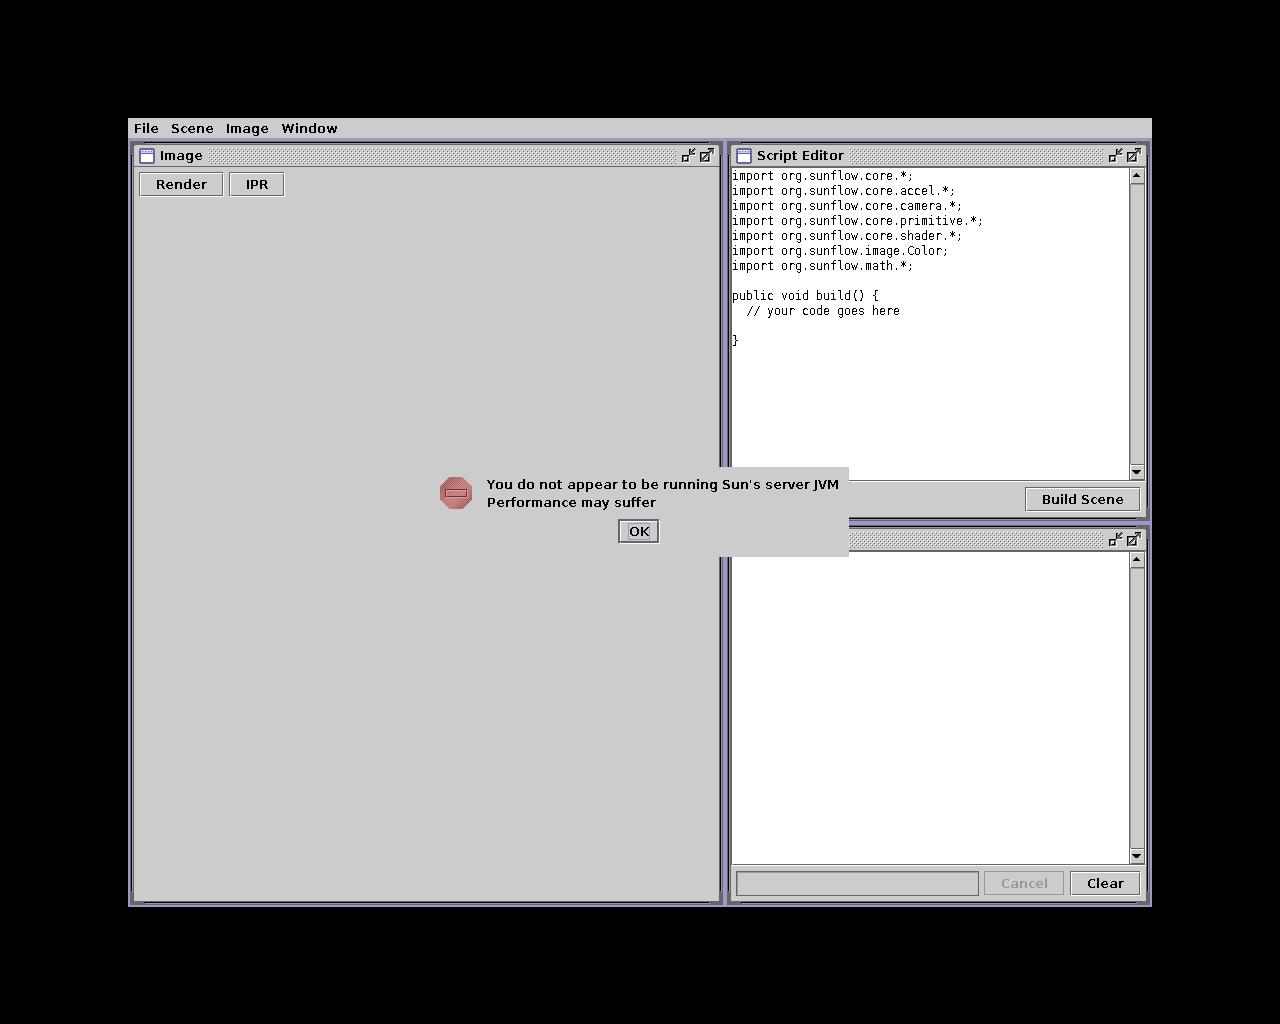 File Scene Image Window
Image
Render IPR
Script Editor
import org.sunflow.core.*;
import org.sunflow.core.accel.*;
import org.sunflow.core.camera.*;
import org.sunflow.core.primitive.*;
import org.sunflow.core.shader.*;
import org.sunflow.image.Color;
import org.sunflow.math.*;
public void build() {
// your code goes here
}
Build Scene
You do not appear to be running Sun's server JVM
Performance may suffer
OK
Cancel Clear